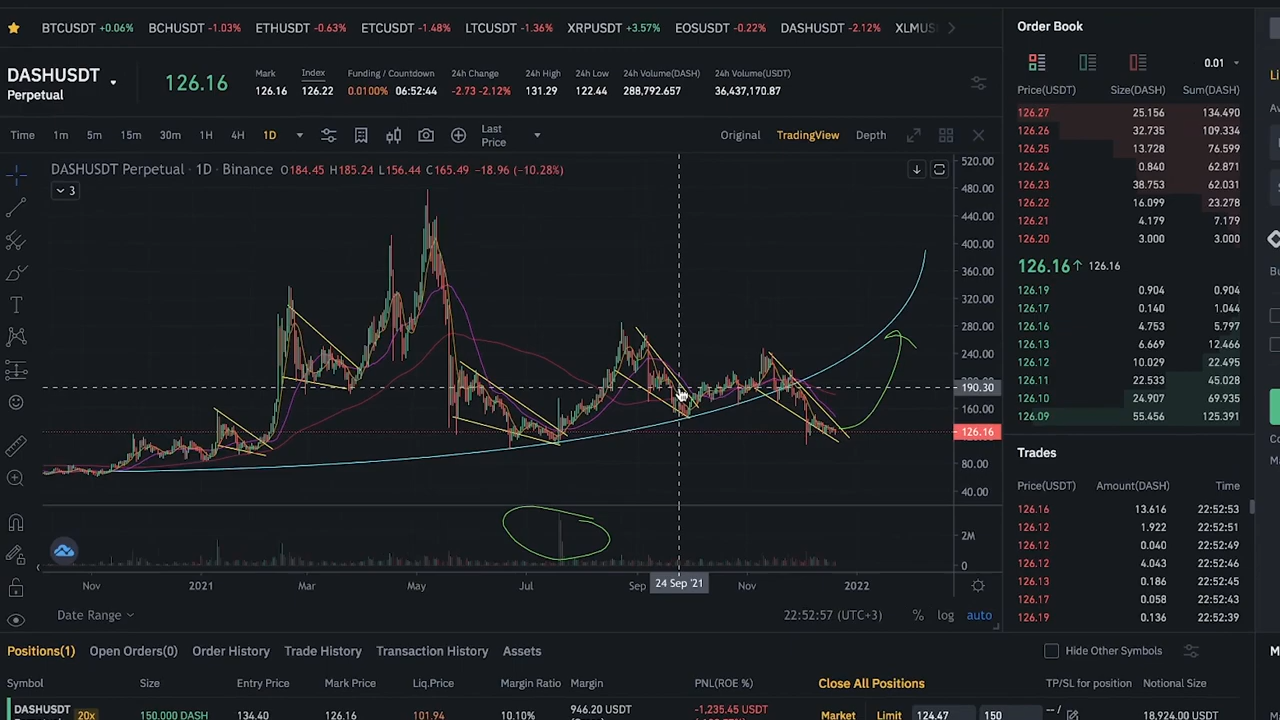 BTCUSDT +0.06% BCHUSDT -1.03% ETHUSDT -0.63% ETCUSDT -1.48% LTCUSDT -1.36% XRPUSDT +3.57% EOSUSDT -0.22% DASHUSDT -2.12%
DASHUSDT
Perpetual
126.16
Mark Index Funding / Countdown 24h Change 24h High 24h Low 24h Volume(DASH) 24h Volume(USDT)
126.16 126.22 0.0100% 06:52:44 -2.73 -2.12% 131.29 122.44 288,792.657 36,437,170.87
Time 1m 5m 15m 30m 1H 4H 1D Last Price Original TradingView Depth
DASHUSDT Perpetual · 1D · Binance O184.45 H185.24 L156.44 C165.49 -18.96 (-10.28%)
3
520.00
480.00
440.00
400.00
360.00
320.00
280.00
240.00
190.30
160.00
126.16
80.00
40.00
2M
0
Nov 2021 Mar May Jul Sep 24 Sep '21 Nov 2022
Date Range 22:52:57 (UTC+3) % log auto
Order Book
0.01
Price(USDT) Size(DASH) Sum(DASH)
126.27 25.156 134.490
126.26 32.735 109.334
126.25 13.728 76.599
126.24 0.840 62.871
126.23 38.753 62.031
126.22 16.099 23.278
126.21 4.179 7.179
126.20 3.000 3.000
126.16↑ 126.16
126.19 0.904 0.904
126.17 0.140 1.044
126.16 4.753 5.797
126.13 6.669 12.466
126.12 10.029 22.495
126.11 22.533 45.028
126.10 24.907 69.935
126.09 55.456 125.391
Trades
Price(USDT) Amount(DASH) Time
126.16 13.616 22:52:53
126.12 1.922 22:52:51
126.12 0.040 22:52:49
126.12 4.043 22:52:46
126.13 0.186 22:52:45
126.17 0.058 22:52:43
126.19 0.136 22:52:39
Positions(1) Open Orders(0) Order History Trade History Transaction History Assets
Hide Other Symbols
Symbol Size Entry Price Mark Price Liq.Price Margin Ratio Margin PNL(ROE %) Close All Positions TP/SL for position Notional Size
DASHUSDT 20x 150.000 DASH 134.40 126.16 101.94 10.10% 946.20 USDT -1,235.45 USDT Market Limit 124.47 150 -- / 18,924.00 USDT